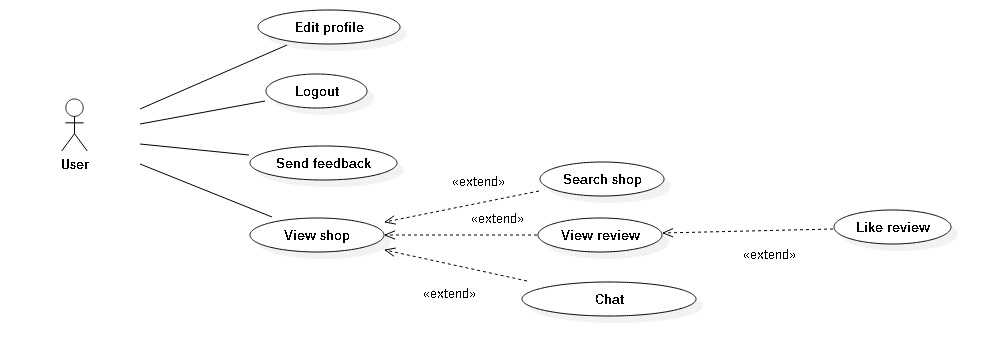 Edit profile
Logout
User
Send feedback
View shop
«extend»
Search shop
«extend»
View review
«extend»
Like review
«extend»
Chat